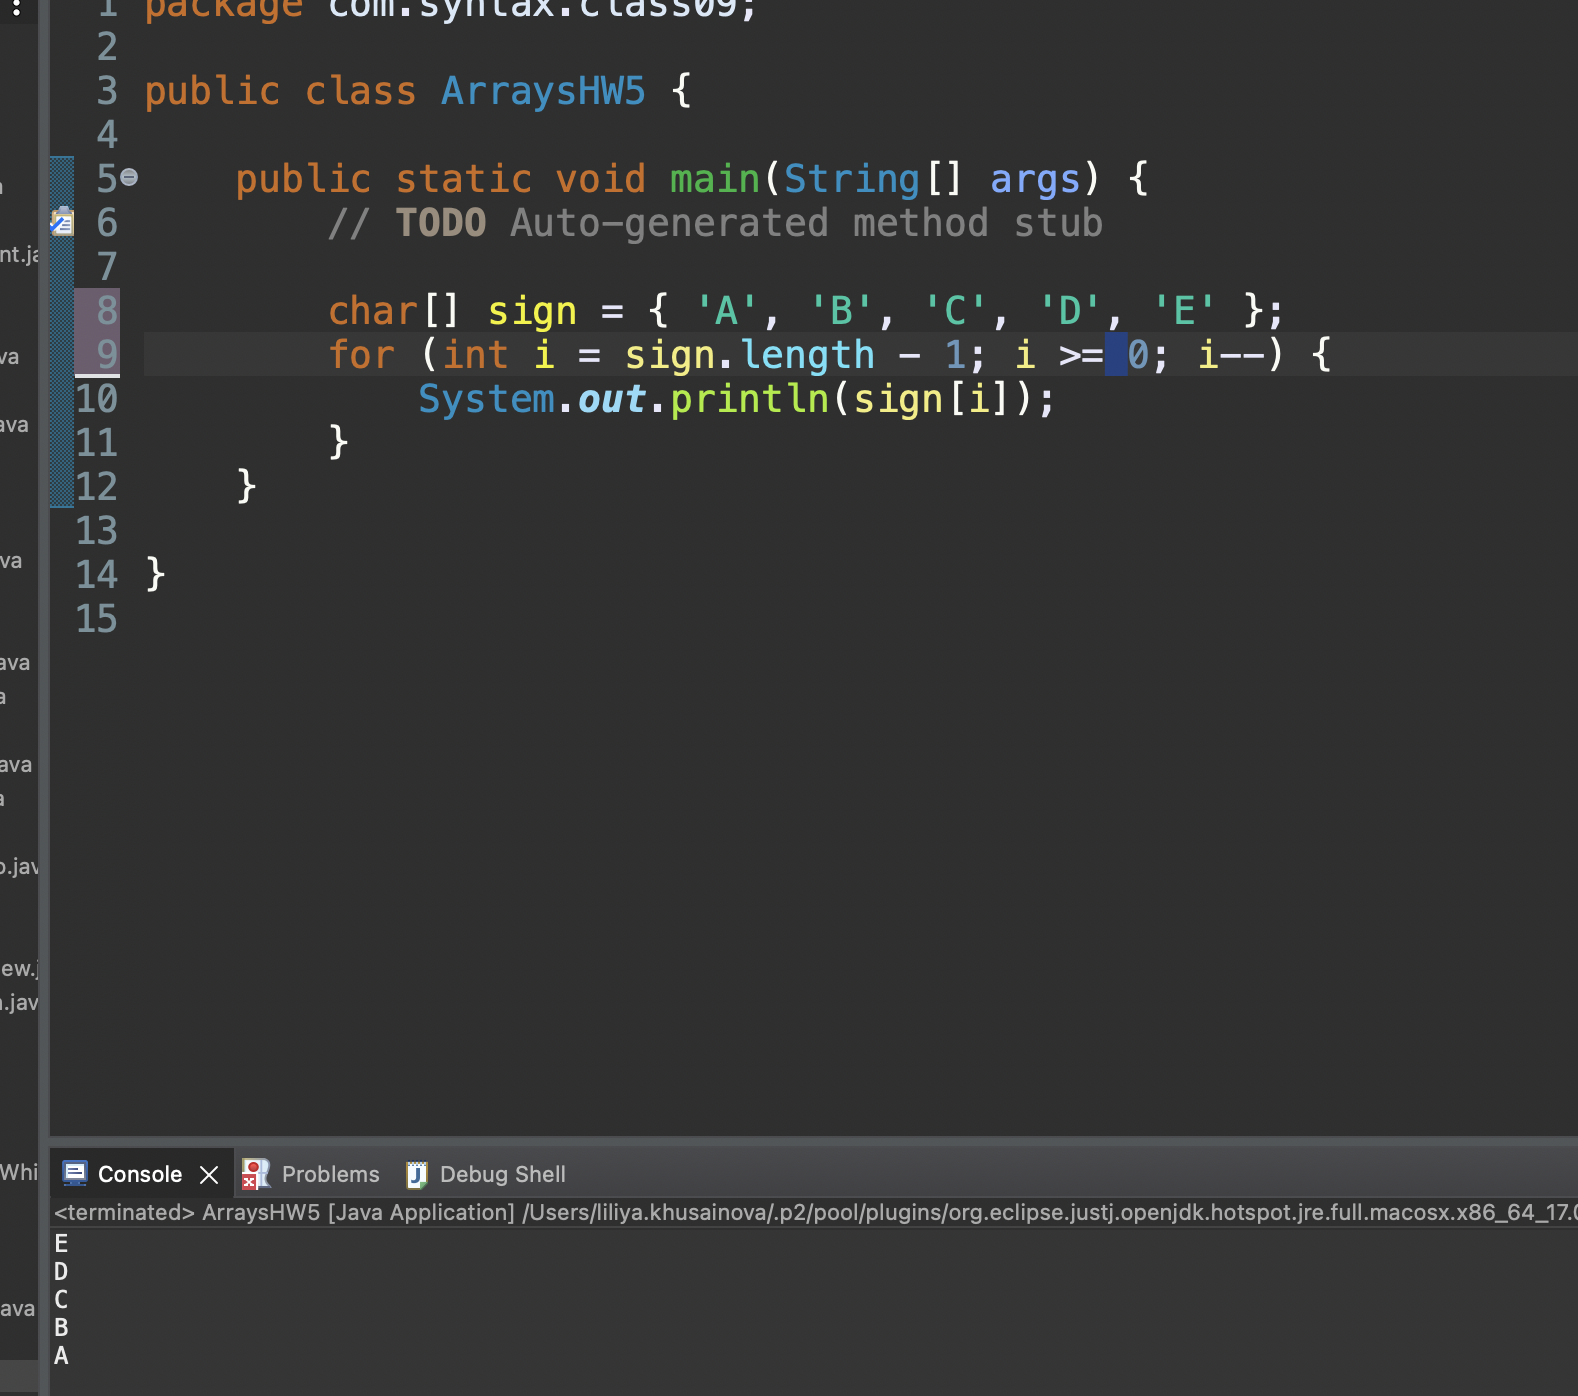 1 package com.syntax.class09;
2
3 public class ArraysHW5 {
4
5 public static void main(String[] args) {
6 // TODO Auto-generated method stub
7
8 char[] sign = { 'A', 'B', 'C', 'D', 'E' };
9 for (int i = sign.length - 1; i >= 0; i--) {
10 System.out.println(sign[i]);
11 }
12 }
13
14 }
15
nt.ja
va
ava
va
ava
a
ava
a
o.jav
ew.j
.jav
Whi
ava
Console Problems Debug Shell
<terminated> ArraysHW5 [Java Application] /Users/liliya.khusainova/.p2/pool/plugins/org.eclipse.justj.openjdk.hotspot.jre.full.macosx.x86_64_17.0
E
D
C
B
A